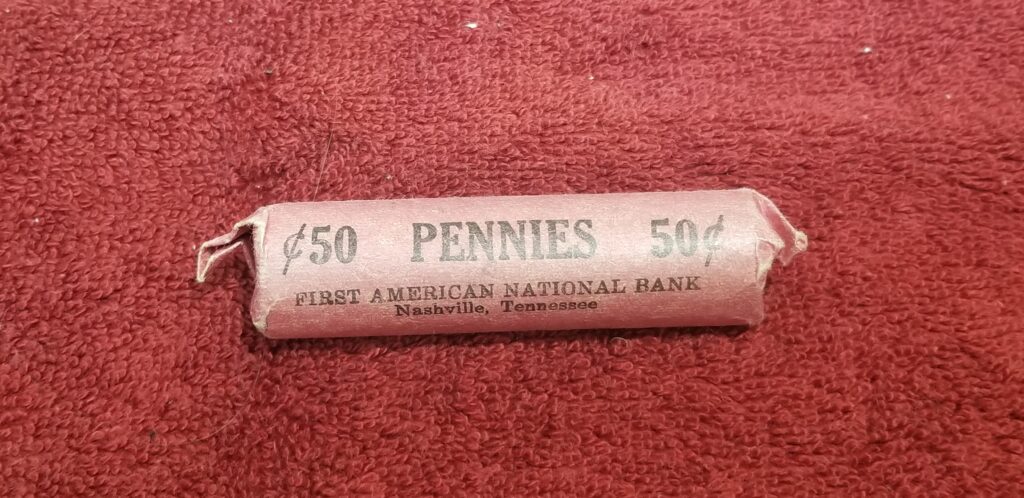 ¢50 PENNIES 50¢
FIRST AMERICAN NATIONAL BANK
Nashville, Tennessee